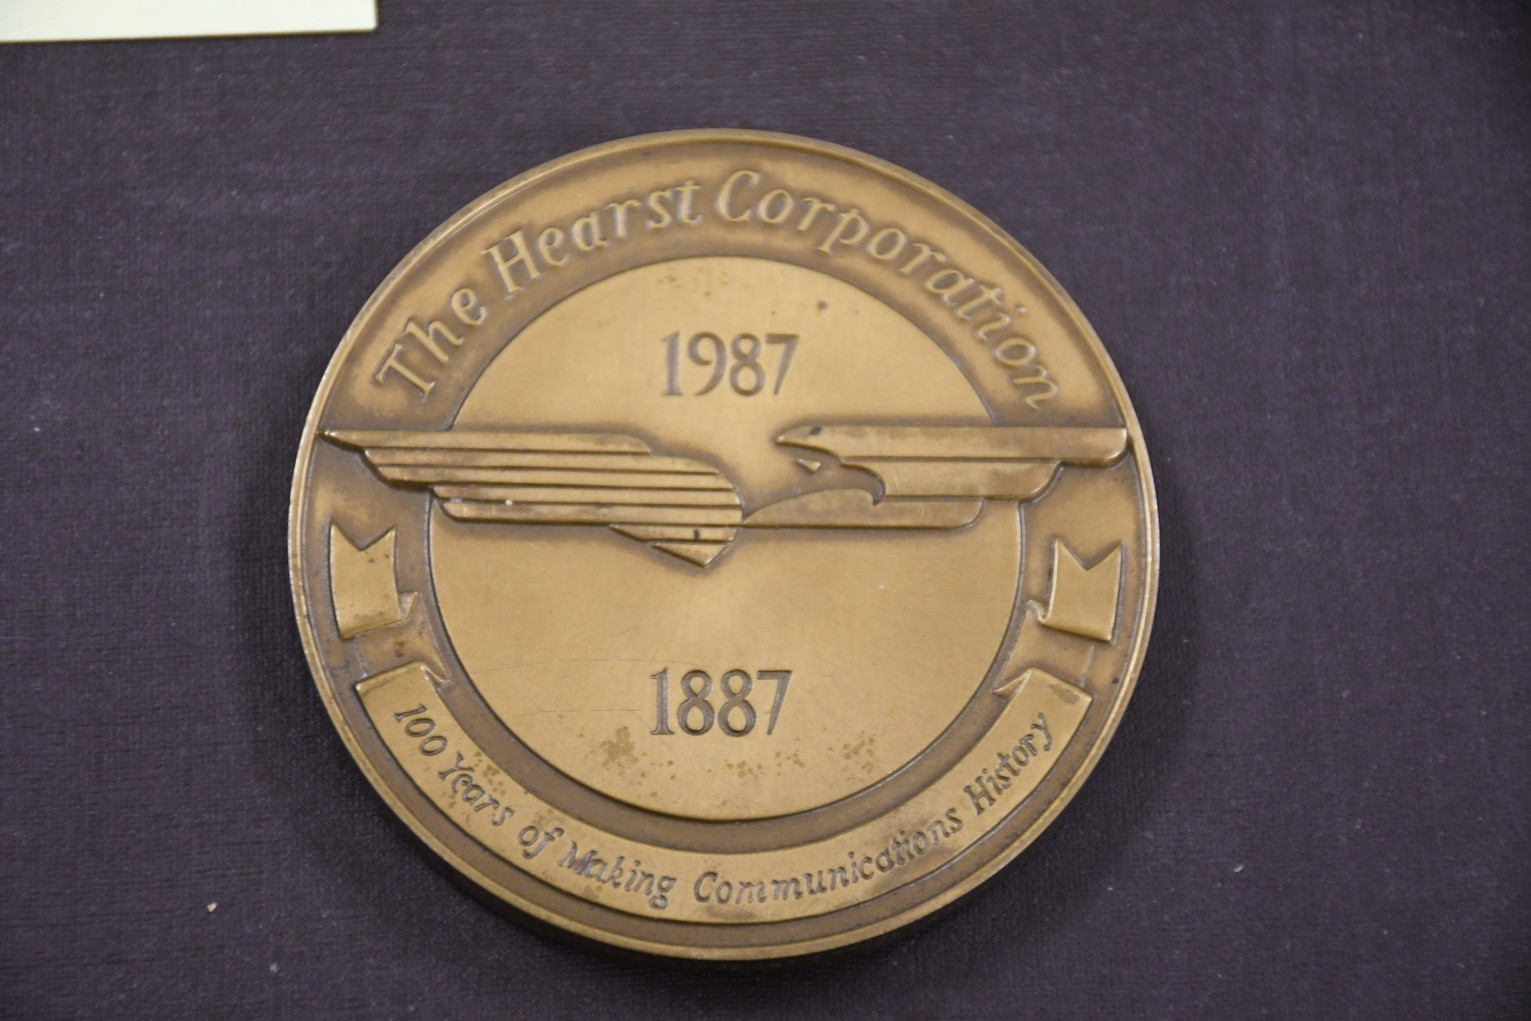 The Hearst Corporation
1987
1887
100 Years of Making Communications History